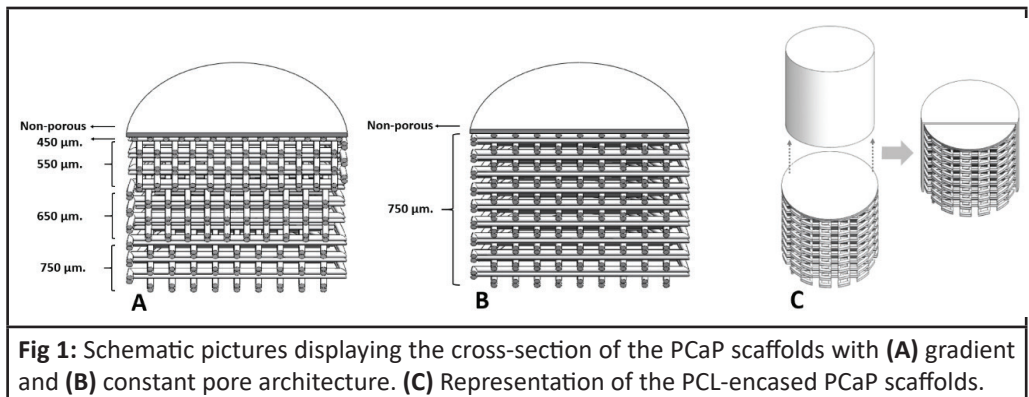 Non-porous
450 µm.
550 µm.
650 µm.
750 µm.
A
Non-porous
750 µm.
B
C
Fig 1: Schematic pictures displaying the cross-section of the PCaP scaffolds with (A) gradient
and (B) constant pore architecture. (C) Representation of the PCL-encased PCaP scaffolds.